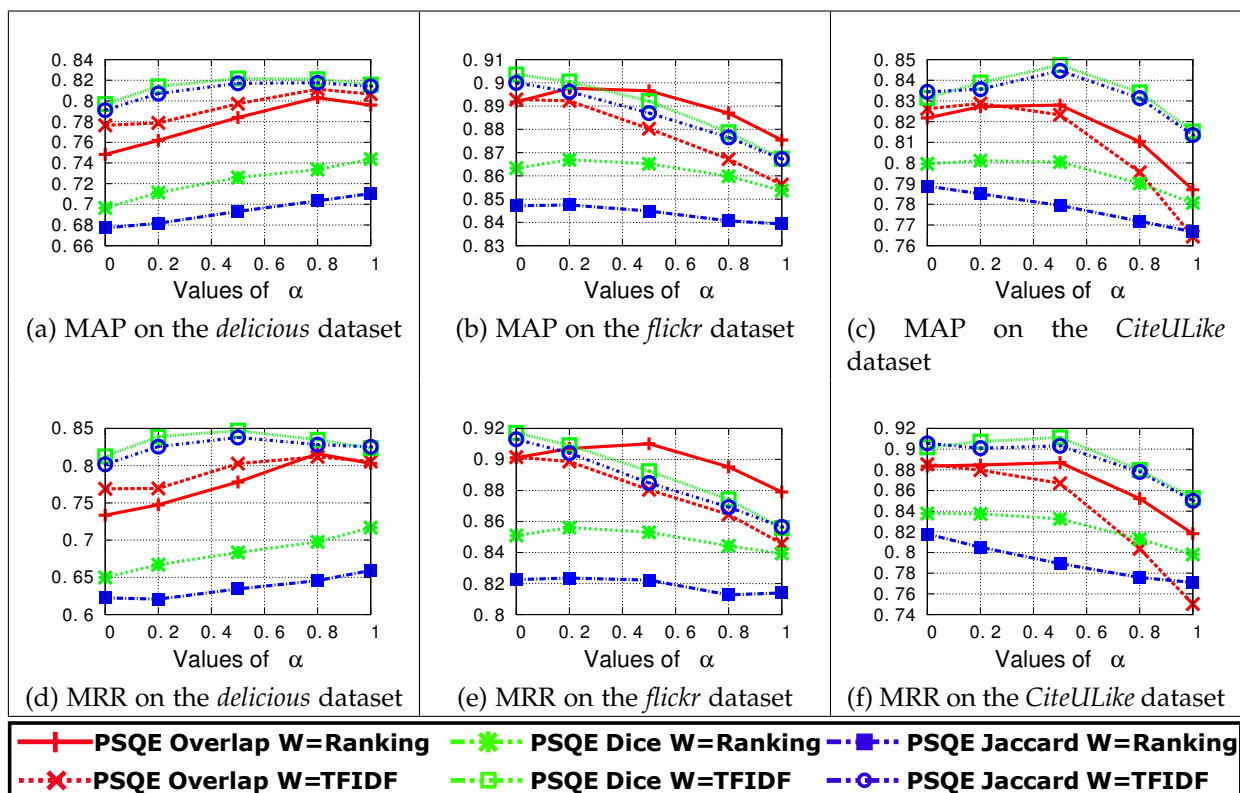 0. 84
0. 82
0. 8
0. 78
0. 76
0. 74
0. 72
0. 7
0. 68
0. 66
0 0. 2 0. 4 0. 6 0. 8 1
Values of α
(a) MAP on the delicious dataset
0. 91
0. 9
0. 89
0. 88
0. 87
0. 86
0. 85
0. 84
0. 83
0 0. 2 0. 4 0. 6 0. 8 1
Values of α
(b) MAP on the flickr dataset
0. 85
0. 84
0. 83
0. 82
0. 81
0. 8
0. 79
0. 78
0. 77
0. 76
0 0. 2 0. 4 0. 6 0. 8 1
Values of α
(c) MAP on the CiteULike
dataset
0. 85
0. 8
0. 75
0. 7
0. 65
0. 6
0 0. 2 0. 4 0. 6 0. 8 1
Values of α
(d) MRR on the delicious dataset
0. 92
0. 9
0. 88
0. 86
0. 84
0. 82
0. 8
0 0. 2 0. 4 0. 6 0. 8 1
Values of α
(e) MRR on the flickr dataset
0. 92
0. 9
0. 88
0. 86
0. 84
0. 82
0. 8
0. 78
0. 76
0. 74
0 0. 2 0. 4 0. 6 0. 8 1
Values of α
(f) MRR on the CiteULike dataset
PSQE Overlap W=Ranking PSQE Dice W=Ranking PSQE Jaccard W=Ranking
PSQE Overlap W=TFIDF PSQE Dice W=TFIDF PSQE Jaccard W=TFIDF